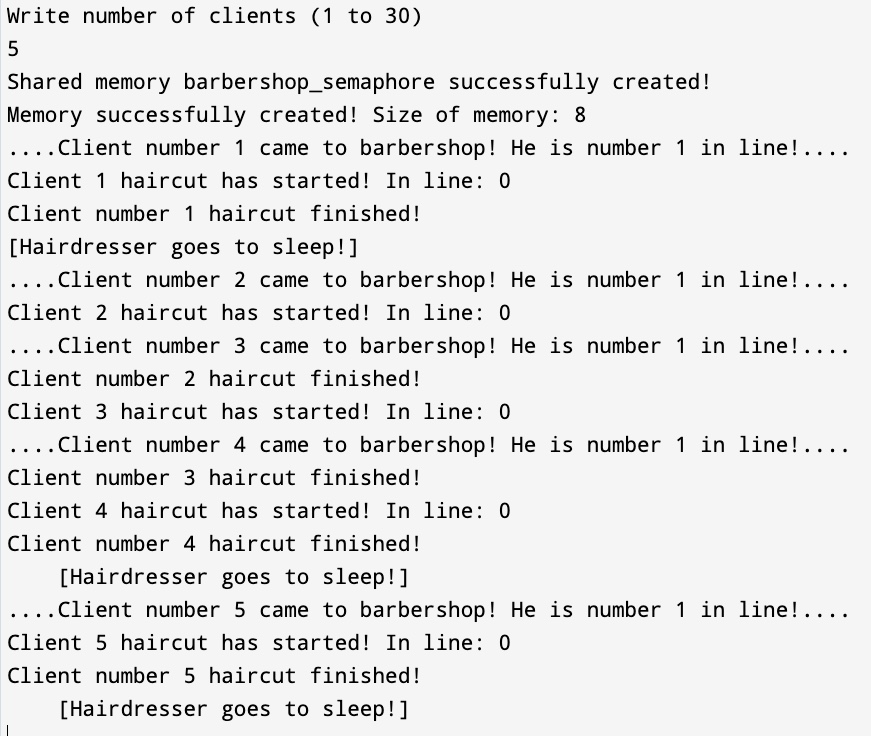 Write number of clients (1 to 30)
5
Shared memory barbershop_semaphore successfully created!
Memory successfully created! Size of memory: 8
....Client number 1 came to barbershop! He is number 1 in line!....
Client 1 haircut has started! In line: 0
Client number 1 haircut finished!
[Hairdresser goes to sleep!]
....Client number 2 came to barbershop! He is number 1 in line!....
Client 2 haircut has started! In line: 0
....Client number 3 came to barbershop! He is number 1 in line!....
Client number 2 haircut finished!
Client 3 haircut has started! In line: 0
....Client number 4 came to barbershop! He is number 1 in line!....
Client number 3 haircut finished!
Client 4 haircut has started! In line: 0
Client number 4 haircut finished!
    [Hairdresser goes to sleep!]
....Client number 5 came to barbershop! He is number 1 in line!....
Client 5 haircut has started! In line: 0
Client number 5 haircut finished!
    [Hairdresser goes to sleep!]